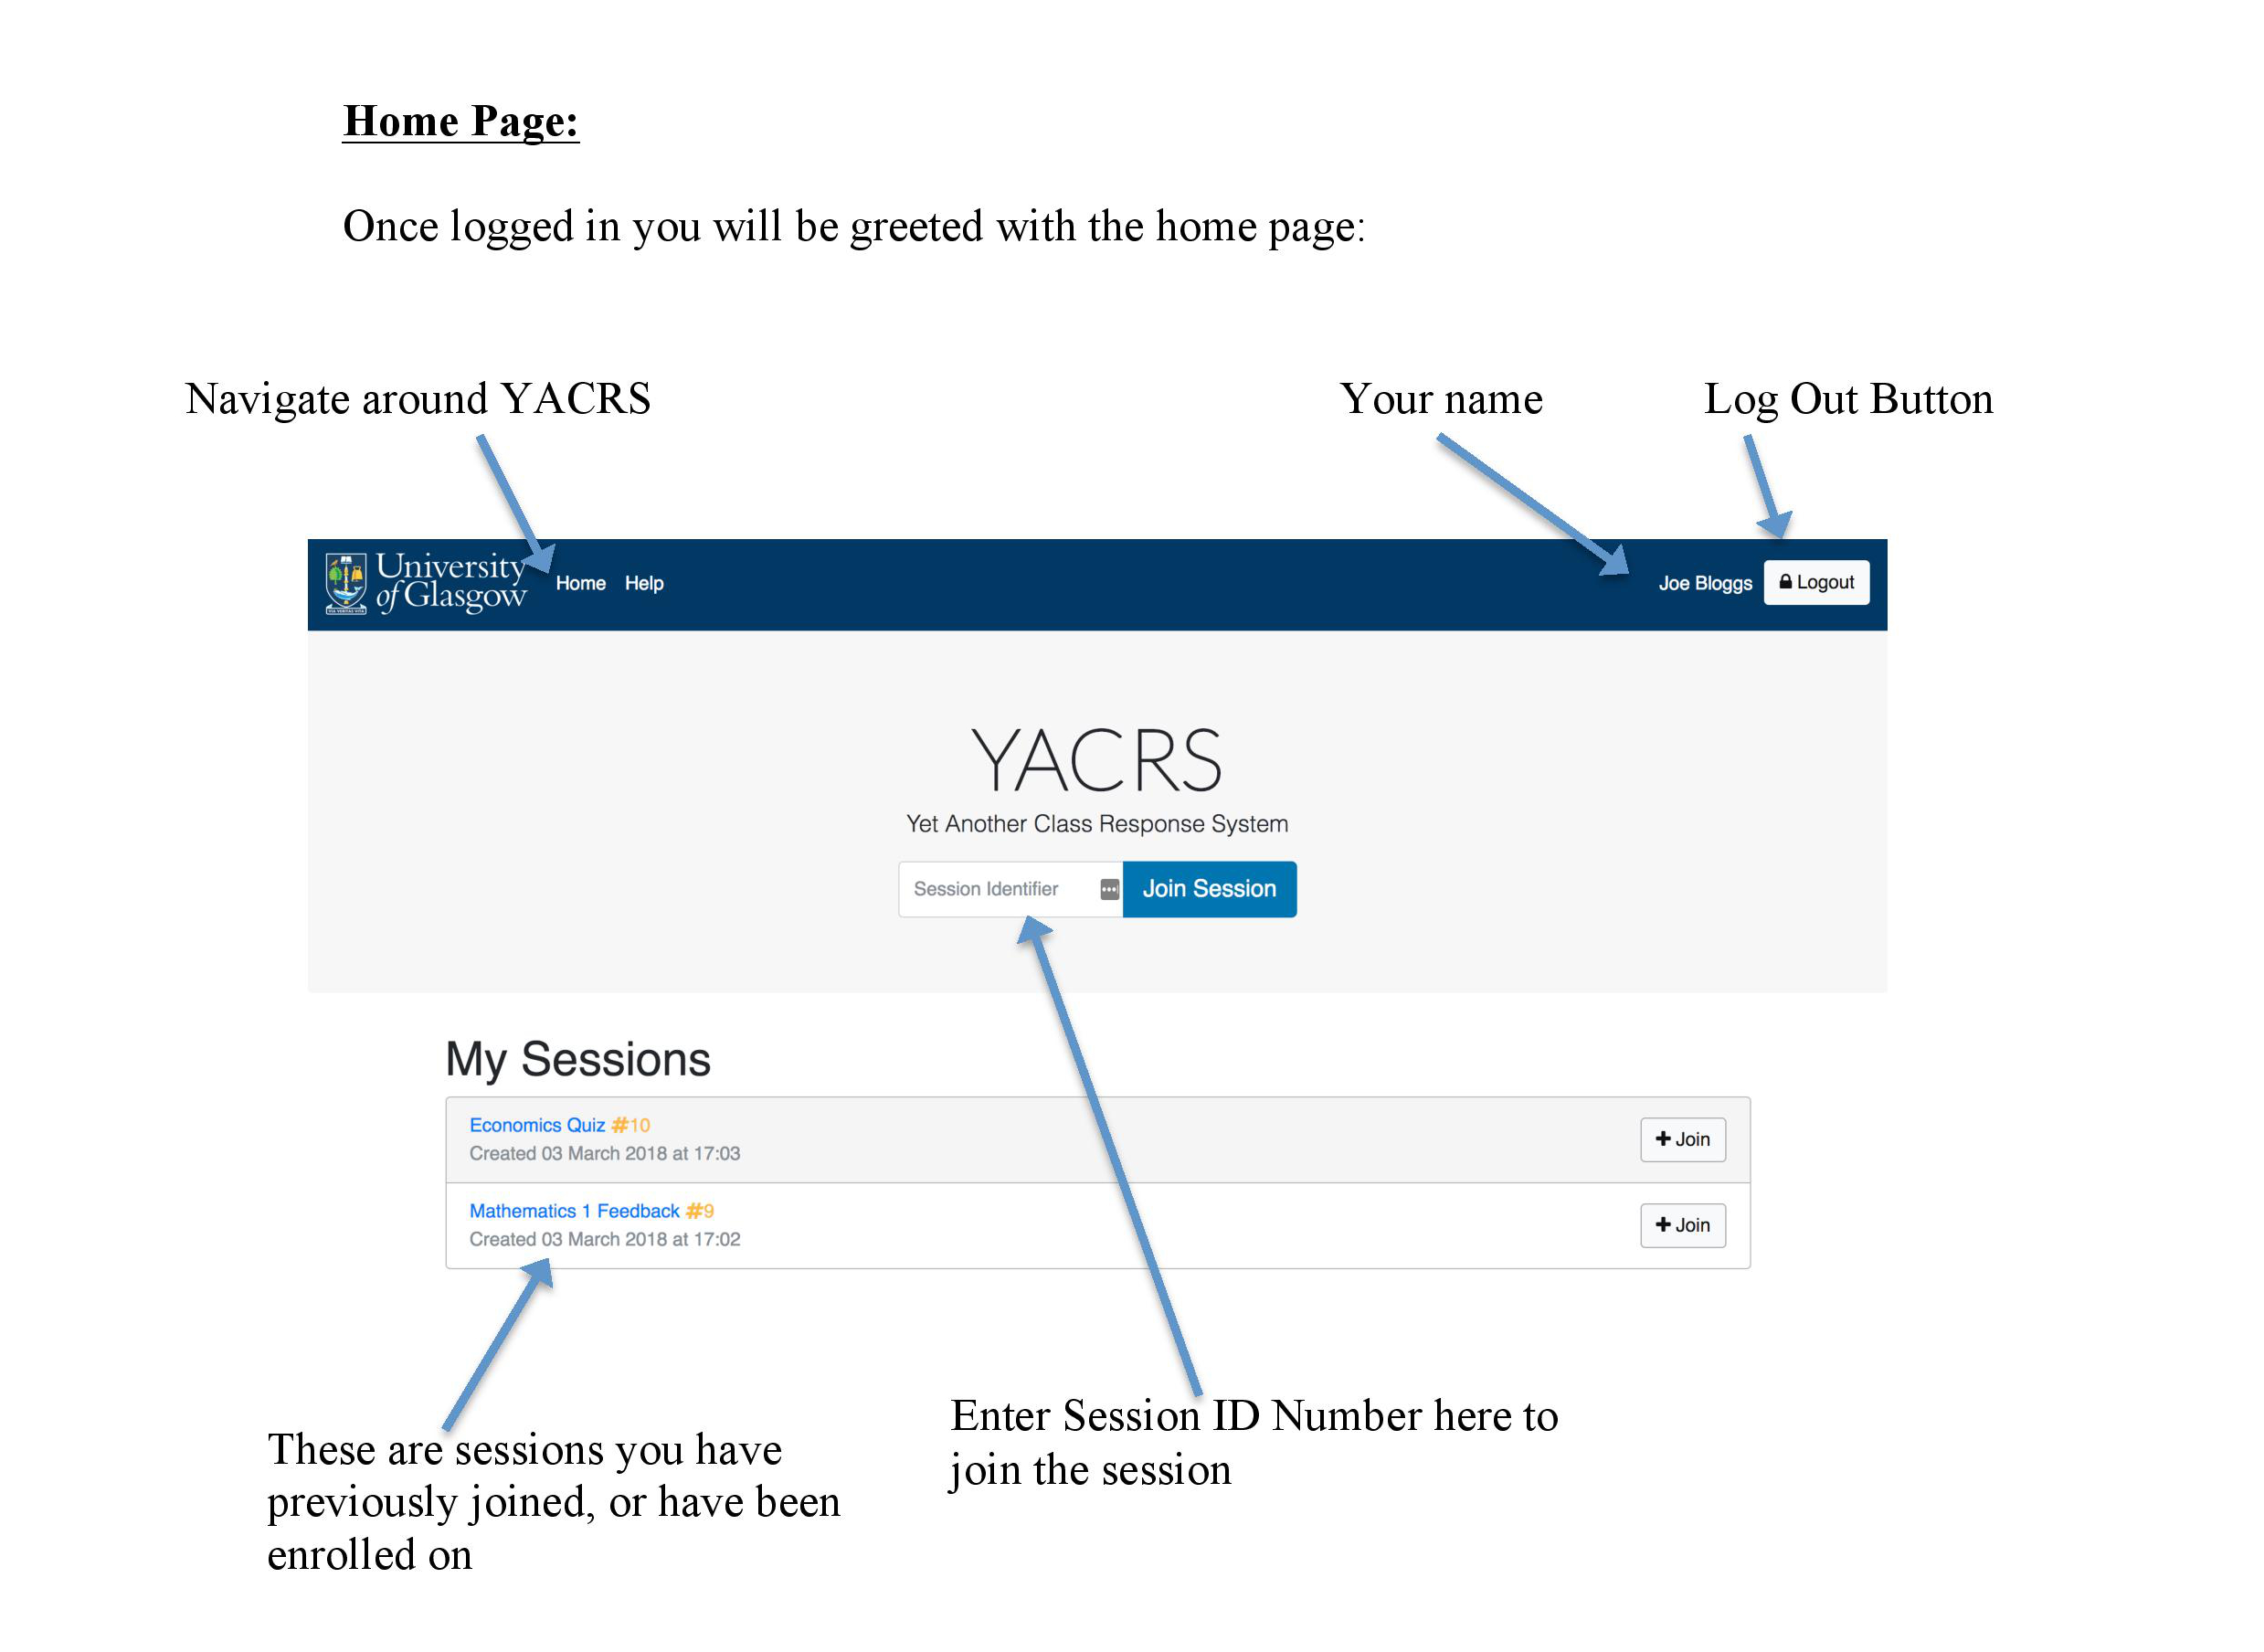 Home Page:
Once logged in you will be greeted with the home page:
Navigate around YACRS
Your name
Log Out Button
University
of Glasgow
Home Help
Joe Bloggs
Logout
YACRS
Yet Another Class Response System
Session Identifier
Join Session
My Sessions
Economics Quiz #10
Created 03 March 2018 at 17:03
+ Join
Mathematics 1 Feedback #9
Created 03 March 2018 at 17:02
+ Join
These are sessions you have
previously joined, or have been
enrolled on
Enter Session ID Number here to
join the session